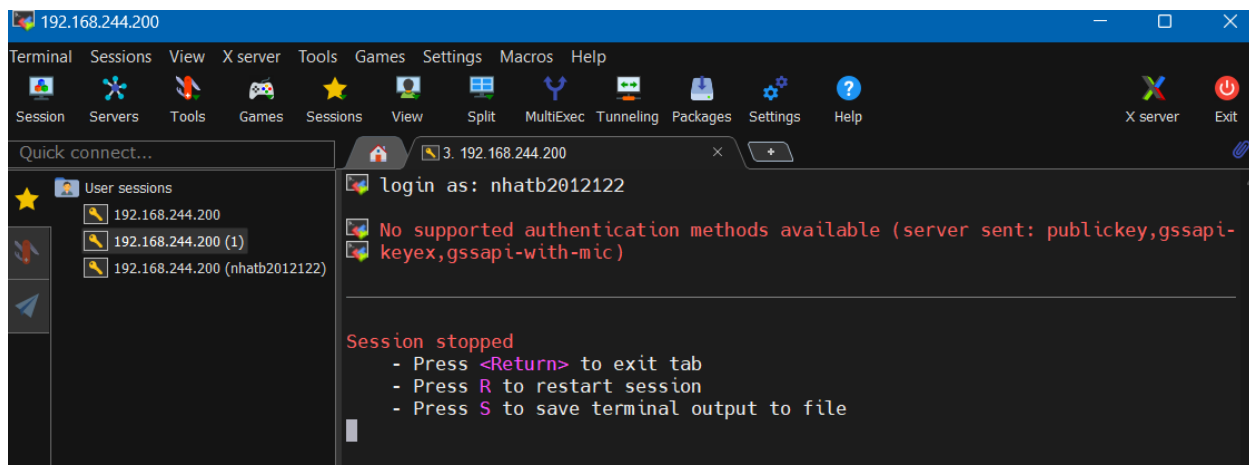 192.168.244.200
Terminal Sessions View X server Tools Games Settings Macros Help
Session Servers Tools Games Sessions View Split MultiExec Tunneling Packages Settings Help X server Exit
Quick connect...
3. 192.168.244.200
User sessions
192.168.244.200
192.168.244.200 (1)
192.168.244.200 (nhatb2012122)
login as: nhatb2012122
No supported authentication methods available (server sent: publickey,gssapi-
keyex,gssapi-with-mic)
Session stopped
- Press <Return> to exit tab
- Press R to restart session
- Press S to save terminal output to file